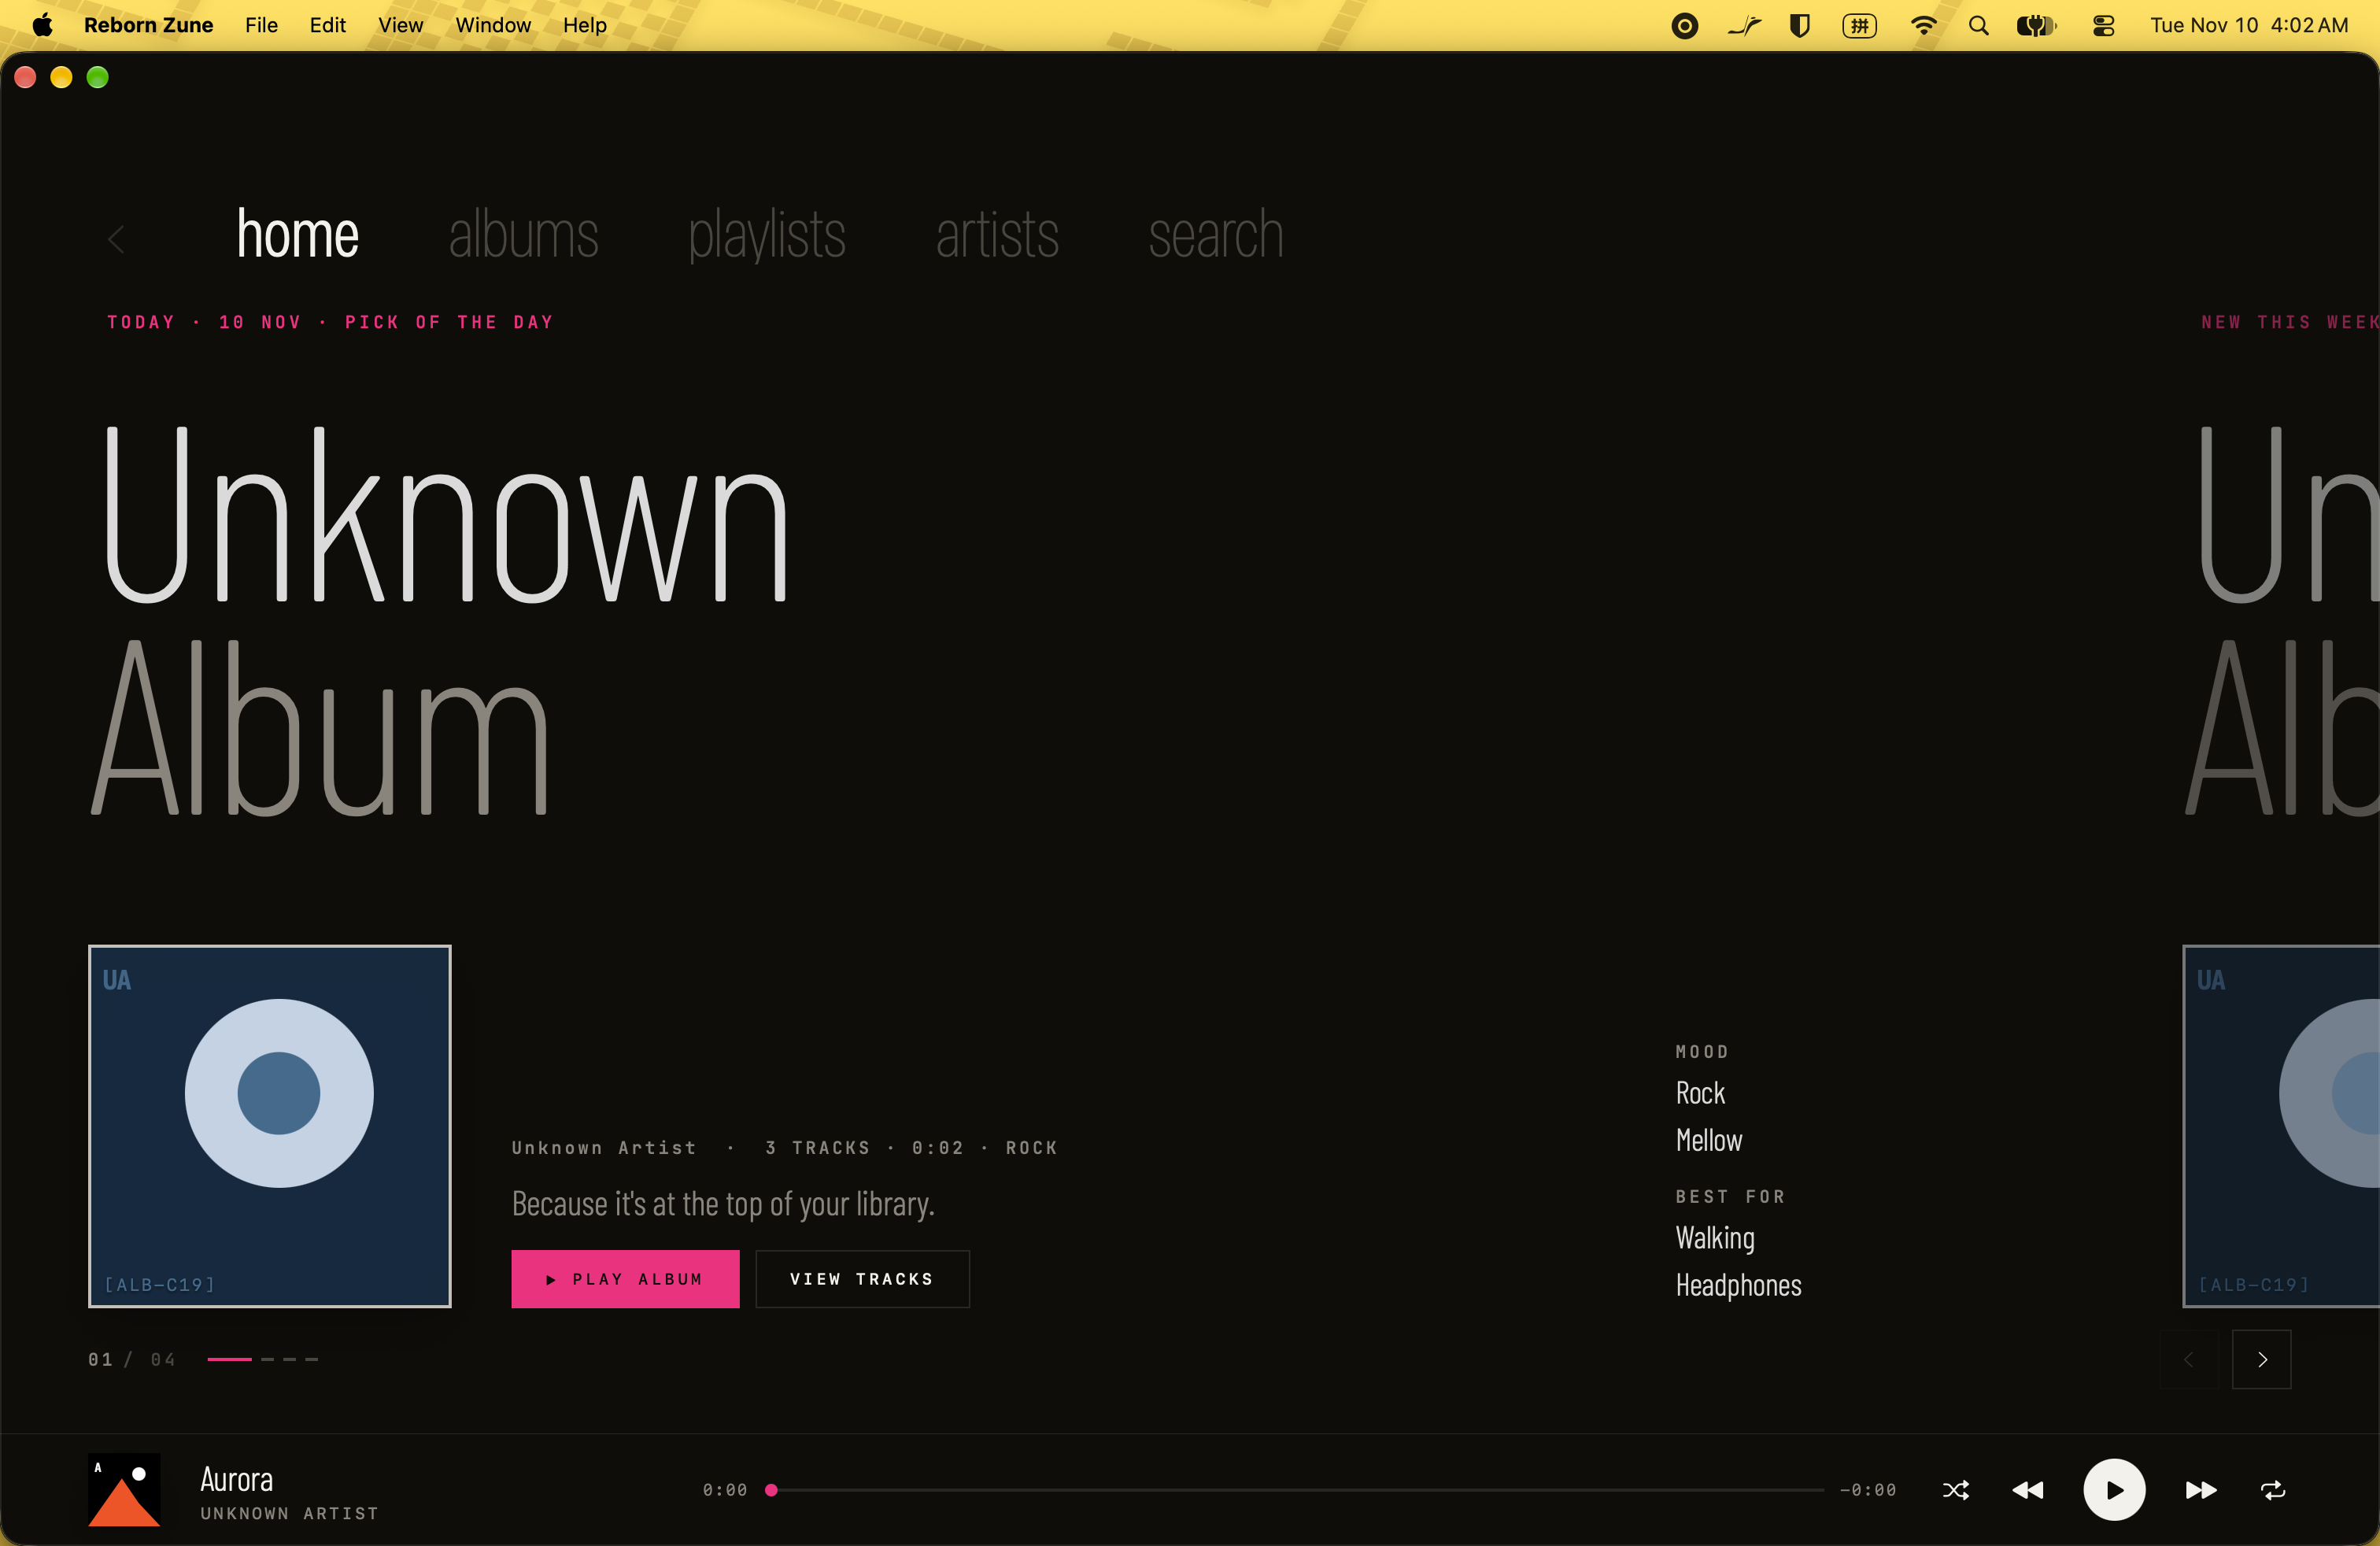 Reborn Zune File Edit View Window Help 拼 Tue Nov 10 4:02 AM
home albums playlists artists search
TODAY · 10 NOV · PICK OF THE DAY
NEW THIS WEEK
Unknown
Album
Un
Alb
UA
[ALB—C19]
Unknown Artist · 3 TRACKS · 0:02 · ROCK
Because it's at the top of your library.
▶ PLAY ALBUM
VIEW TRACKS
MOOD
Rock
Mellow
BEST FOR
Walking
Headphones
UA
[ALB—C19]
01 / 04
A
Aurora
UNKNOWN ARTIST
0:00
—0:00